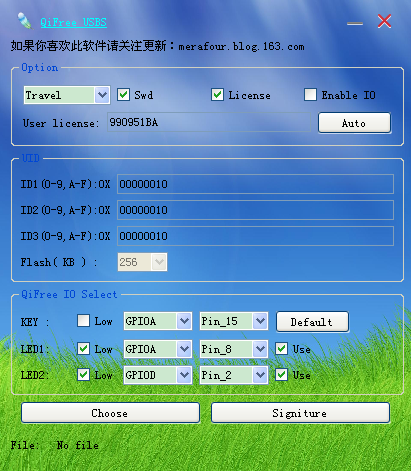 QiFree USBS
如果你喜欢此软件请关注更新：merafour.blog.163.com
Option
Travel Swd License Enable IO
User license: 990951BA Auto
UID
ID1(0-9,A-F):0X 00000010
ID2(0-9,A-F):0X 00000010
ID3(0-9,A-F):0X 00000010
Flash( KB ) : 256
QiFree IO Select
KEY : Low GPIOA Pin_15 Default
LED1: Low GPIOA Pin_8 Use
LED2: Low GPIOD Pin_2 Use
Choose Signiture
File: No file